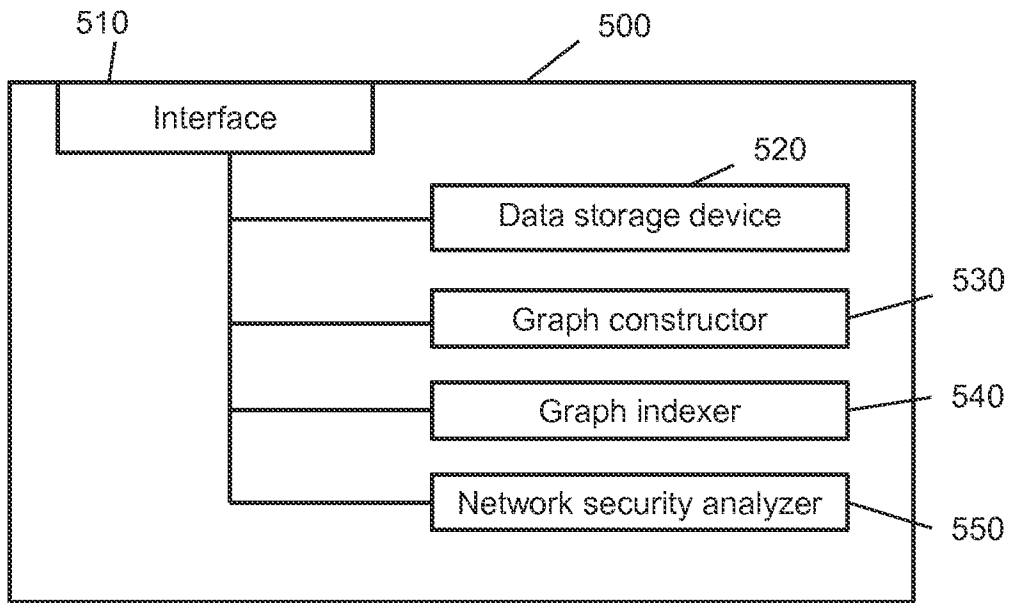 510
500
Interface
520
Data storage device
530
Graph constructor
540
Graph indexer
Network security analyzer
550